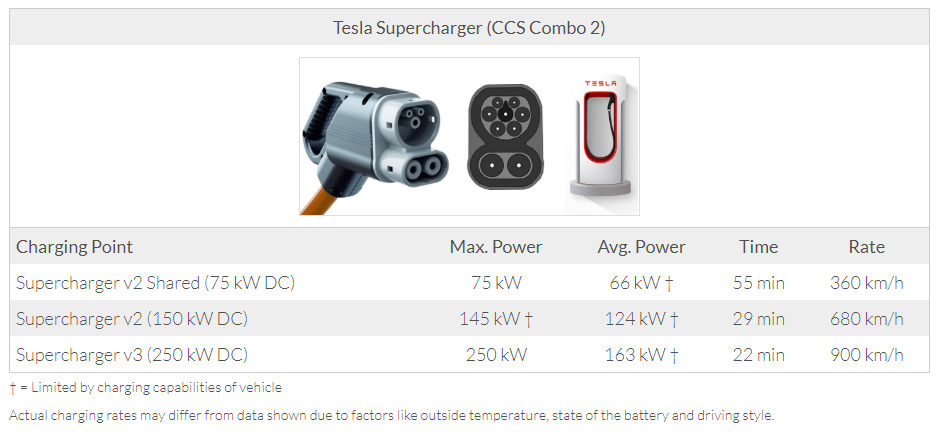 Tesla Supercharger (CCS Combo 2)
TESLA
Charging Point Max. Power Avg. Power Time Rate
Supercharger v2 Shared (75 kW DC) 75 kW 66 kW † 55 min 360 km/h
Supercharger v2 (150 kW DC) 145 kW † 124 kW † 29 min 680 km/h
Supercharger v3 (250 kW DC) 250 kW 163 kW † 22 min 900 km/h
† = Limited by charging capabilities of vehicle
Actual charging rates may differ from data shown due to factors like outside temperature, state of the battery and driving style.